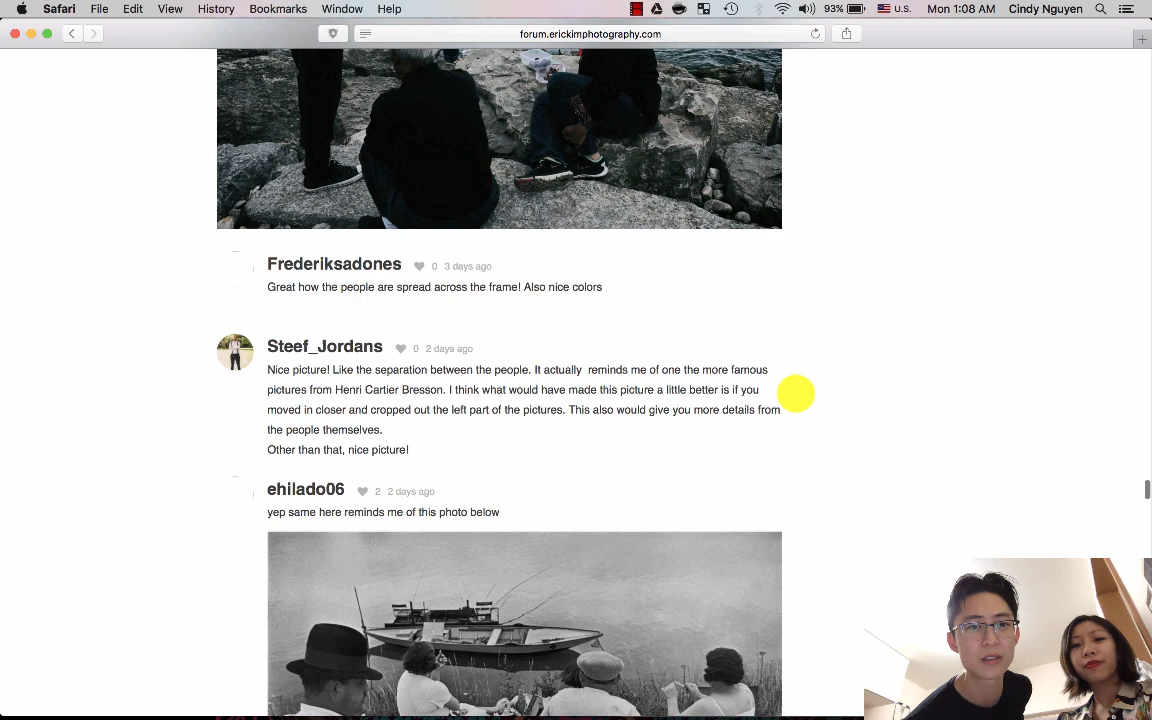 Safari File Edit View History Bookmarks Window Help 93% U.S. Mon 1:08 AM Cindy Nguyen
forum.erickimphotography.com
Frederiksadones 0 3 days ago
Great how the people are spread across the frame! Also nice colors
Steef_Jordans 0 2 days ago
Nice picture! Like the separation between the people. It actually reminds me of one the more famous
pictures from Henri Cartier Bresson. I think what would have made this picture a little better is if you
moved in closer and cropped out the left part of the pictures. This also would give you more details from
the people themselves.
Other than that, nice picture!
ehilado06 2 2 days ago
yep same here reminds me of this photo below